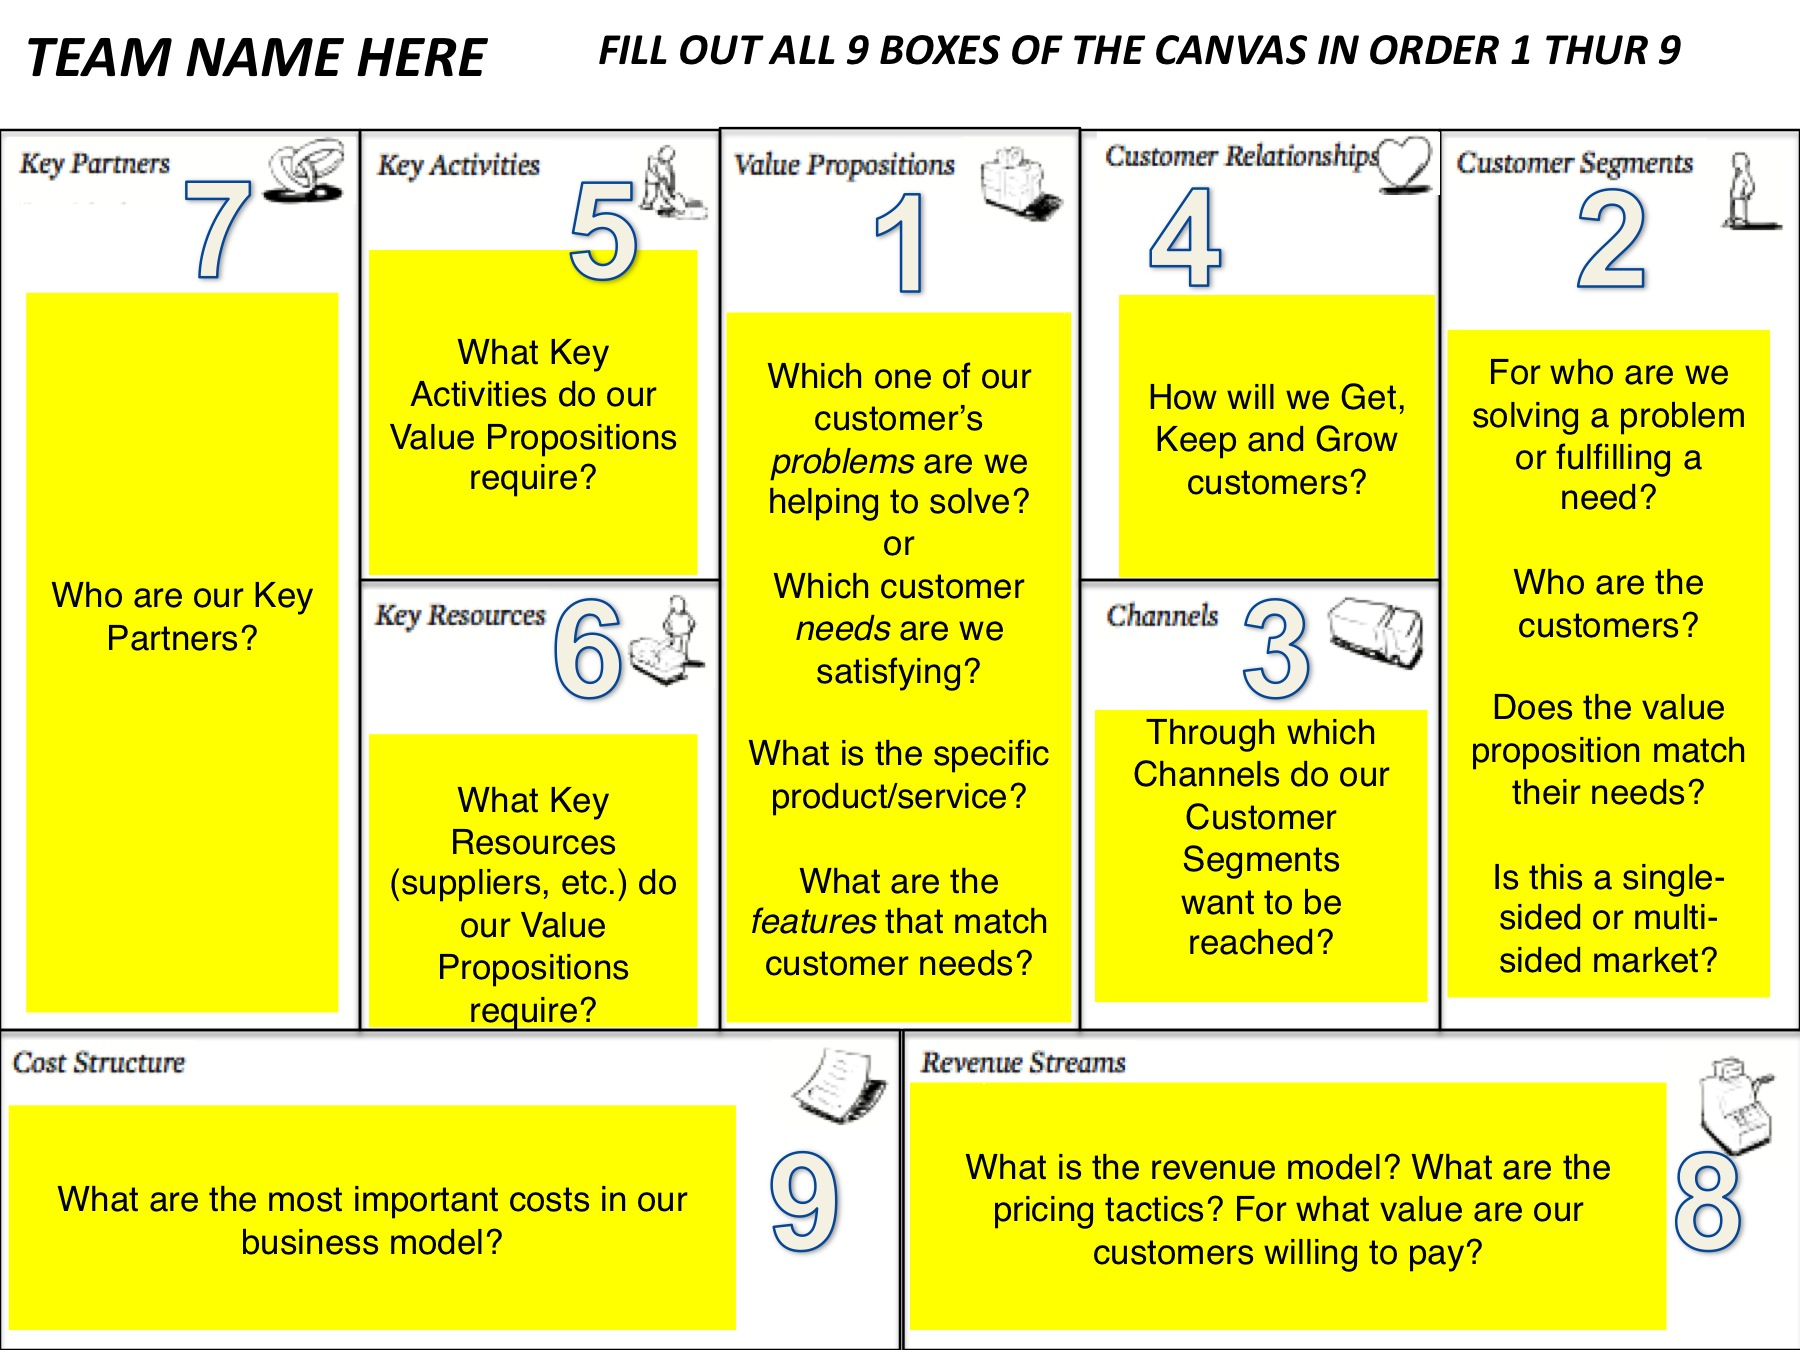 TEAM NAME HERE
FILL OUT ALL 9 BOXES OF THE CANVAS IN ORDER 1 THUR 9
Key Partners
7
Who are our Key
Partners?
Key Activities
5
What Key
Activities do our
Value Propositions
require?
Key Resources
6
What Key
Resources
(suppliers, etc.) do
our Value
Propositions
require?
Value Propositions
1
Which one of our
customer’s
problems are we
helping to solve?
or
Which customer
needs are we
satisfying?
What is the specific
product/service?
What are the
features that match
customer needs?
Customer Relationships
4
How will we Get,
Keep and Grow
customers?
Channels
3
Through which
Channels do our
Customer
Segments
want to be
reached?
Customer Segments
2
For who are we
solving a problem
or fulfilling a
need?
Who are the
customers?
Does the value
proposition match
their needs?
Is this a single-
sided or multi-
sided market?
Cost Structure
9
What are the most important costs in our
business model?
Revenue Streams
8
What is the revenue model? What are the
pricing tactics? For what value are our
customers willing to pay?